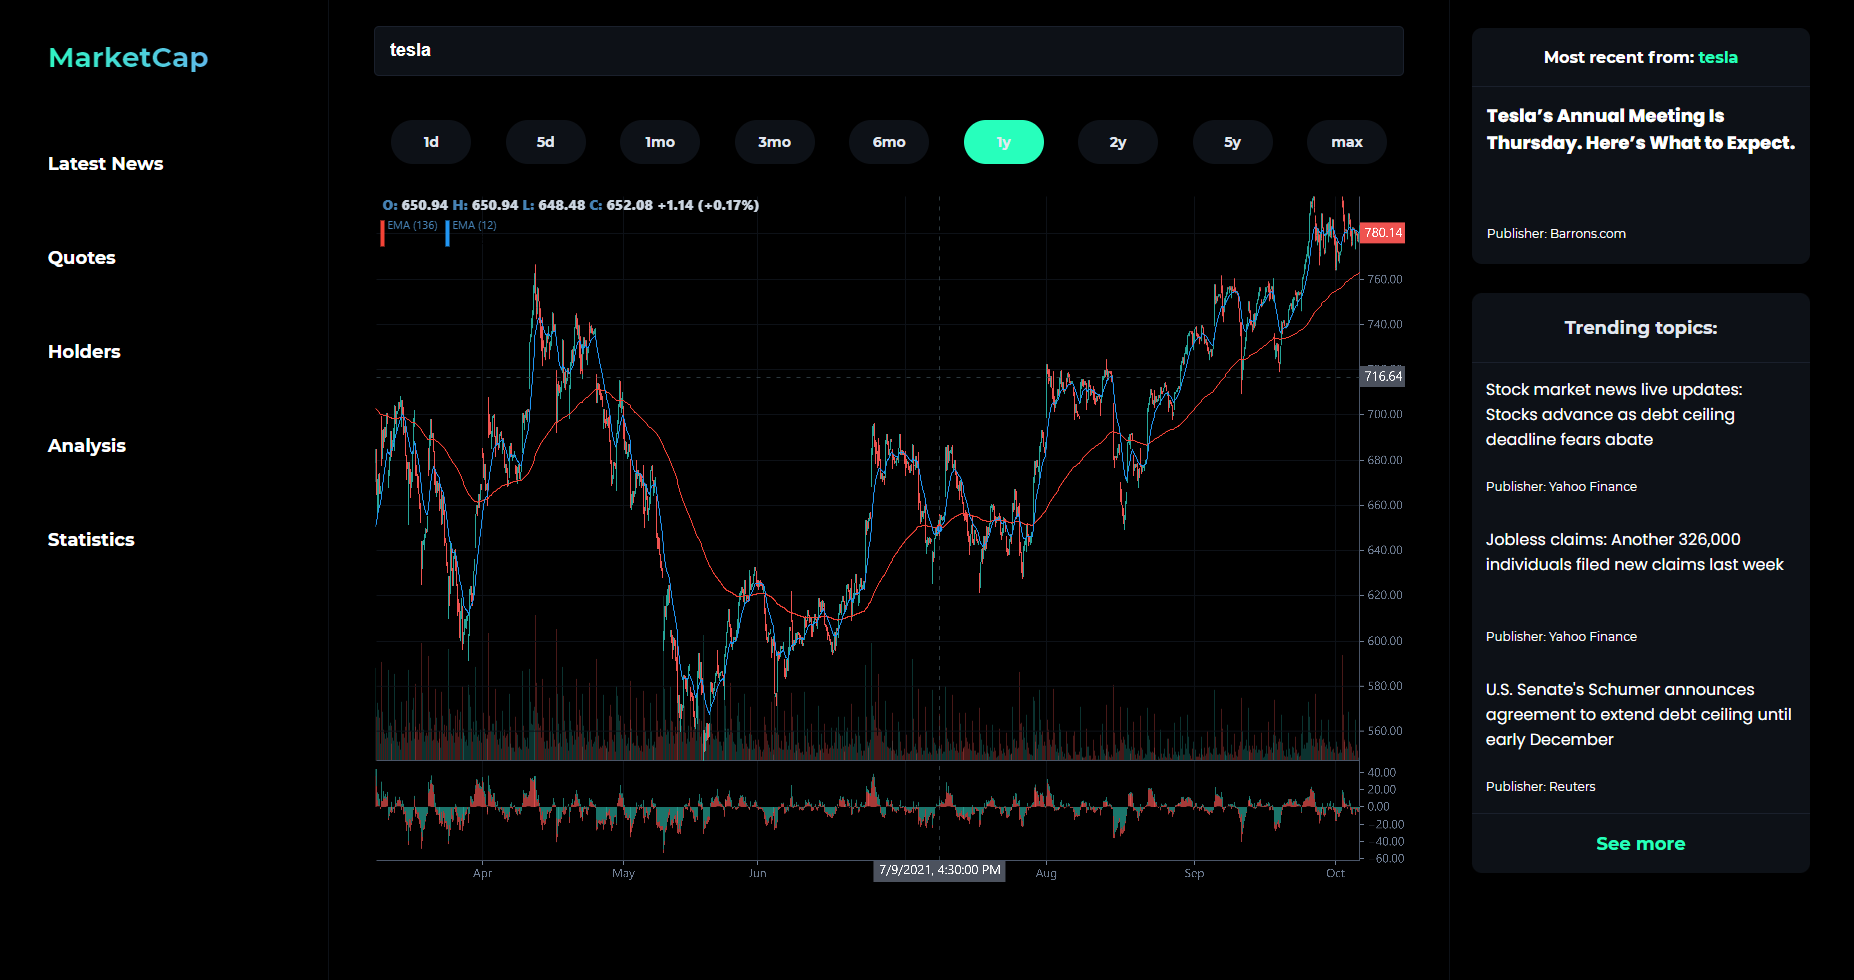 MarketCap
Latest News
Quotes
Holders
Analysis
Statistics
tesla
1d 5d 1mo 3mo 6mo 1y 2y 5y max
O: 650.94 H: 650.94 L: 648.48 C: 652.08 +1.14 (+0.17%)
EMA (136) EMA (12)
780.14
760.00
740.00
716.64
700.00
680.00
660.00
640.00
620.00
600.00
580.00
560.00
40.00
20.00
0.00
-20.00
-40.00
-60.00
Apr May Jun 7/9/2021, 4:30:00 PM Aug Sep Oct
Most recent from: tesla
Tesla’s Annual Meeting Is
Thursday. Here’s What to Expect.
Publisher: Barrons.com
Trending topics:
Stock market news live updates:
Stocks advance as debt ceiling
deadline fears abate
Publisher: Yahoo Finance
Jobless claims: Another 326,000
individuals filed new claims last week
Publisher: Yahoo Finance
U.S. Senate's Schumer announces
agreement to extend debt ceiling until
early December
Publisher: Reuters
See more